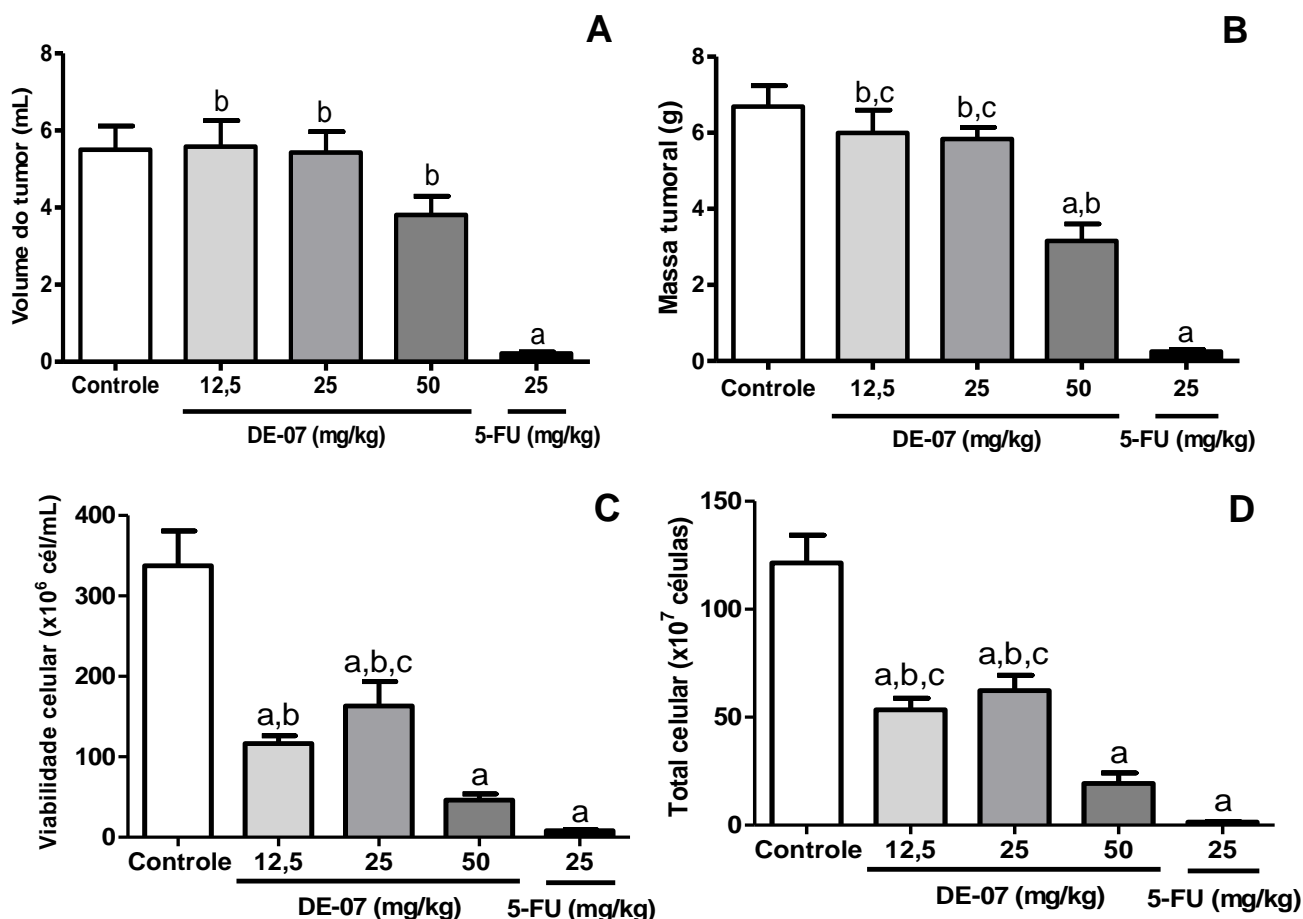 A
Volume do tumor (mL)
8
6
4
2
0
b
b
b
a
Controle 12,5 25 50 25
DE-07 (mg/kg) 5-FU (mg/kg)
B
Massa tumoral (g)
8
6
4
2
0
b,c
b,c
a,b
a
Controle 12,5 25 50 25
DE-07 (mg/kg) 5-FU (mg/kg)
C
Viabilidade celular (x10⁶ cél/mL)
400
300
200
100
0
a,b
a,b,c
a
a
Controle 12,5 25 50 25
DE-07 (mg/kg) 5-FU (mg/kg)
D
Total celular (x10⁷ células)
150
100
50
0
a,b,c
a,b,c
a
a
Controle 12,5 25 50 25
DE-07 (mg/kg) 5-FU (mg/kg)